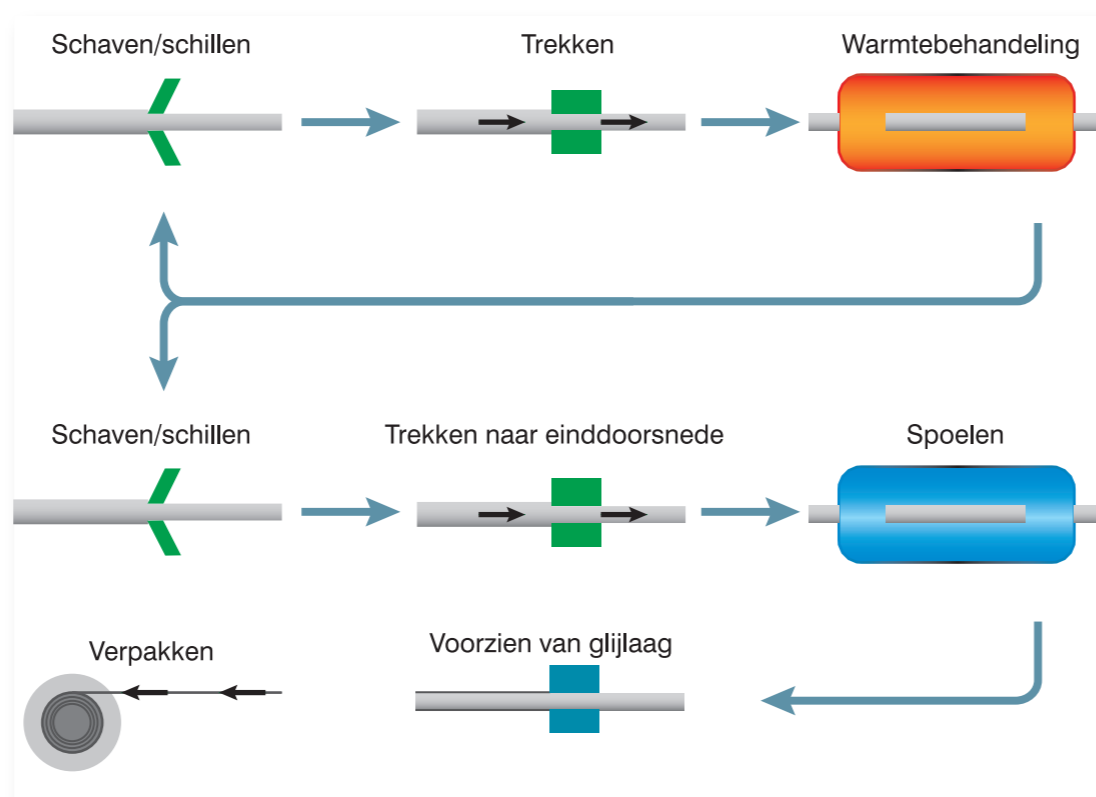 Schaven/schillen
Trekken
Warmtebehandeling
Schaven/schillen
Trekken naar einddoorsnede
Spoelen
Verpakken
Voorzien van glijlaag